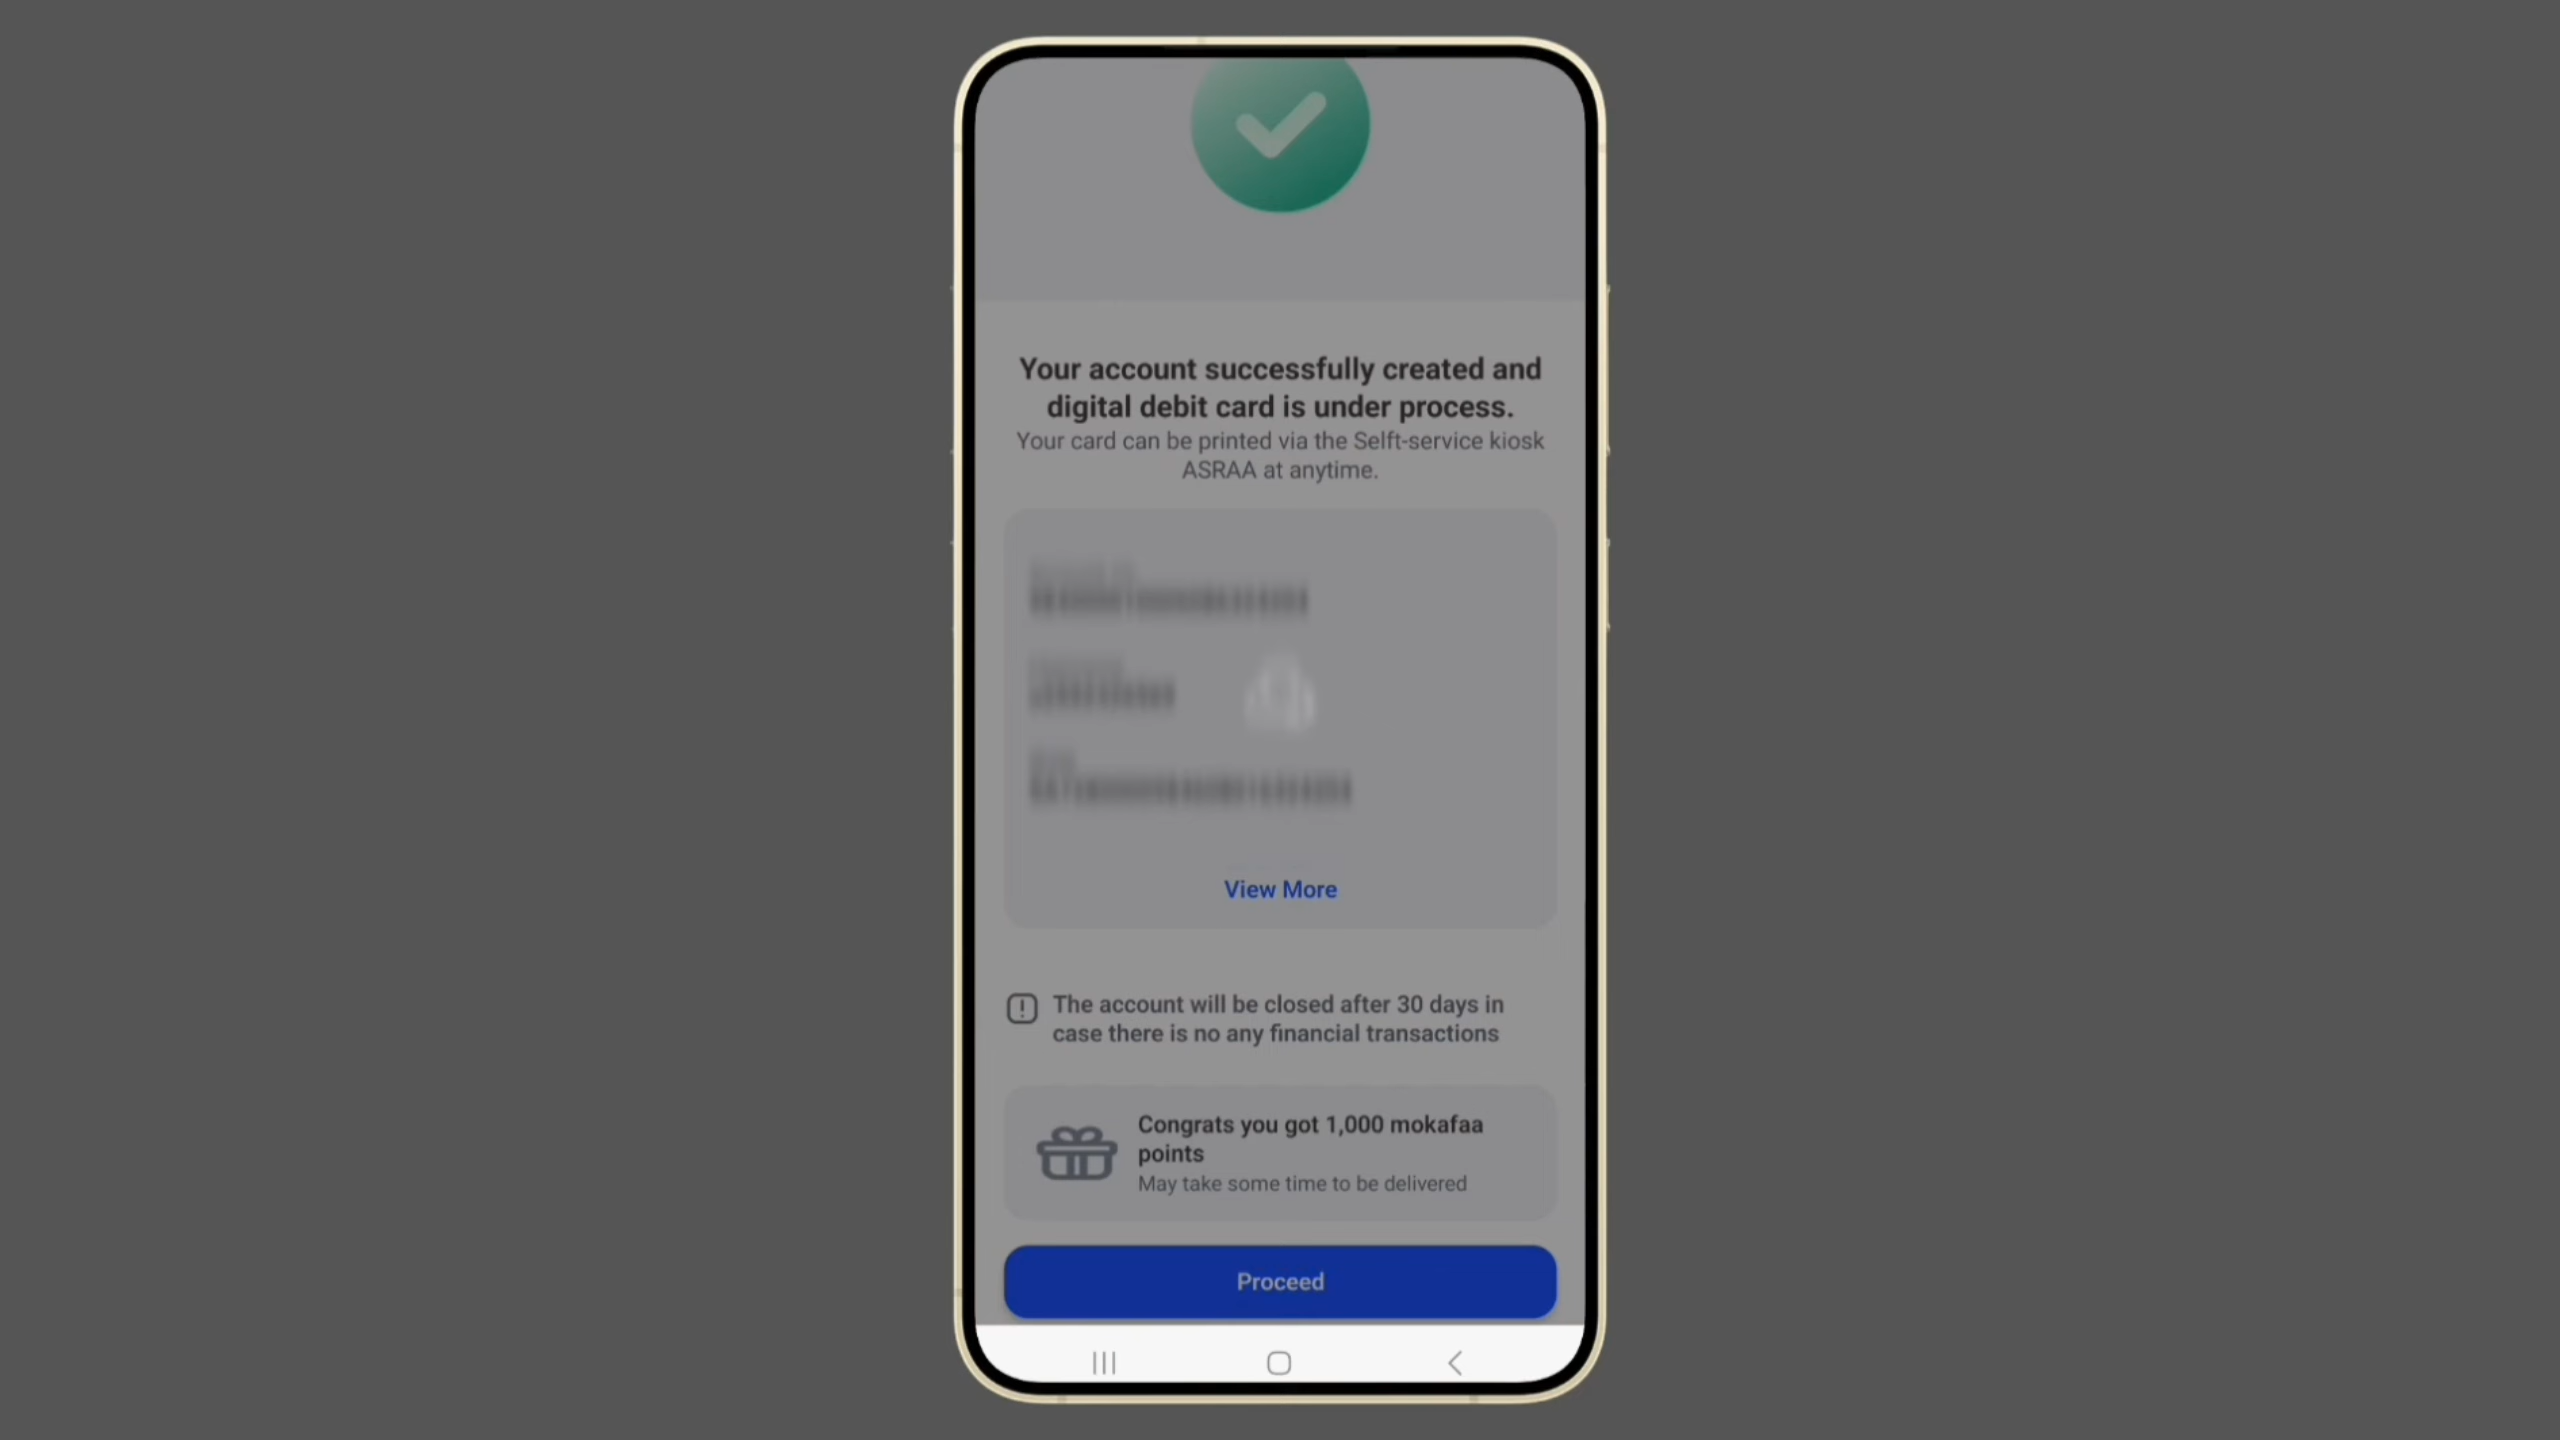 Your account successfully created and
digital debit card is under process.
Your card can be printed via the Selft-service kiosk
ASRAA at anytime.
View More
The account will be closed after 30 days in
case there is no any financial transactions
Congrats you got 1,000 mokafaa
points
May take some time to be delivered
Proceed